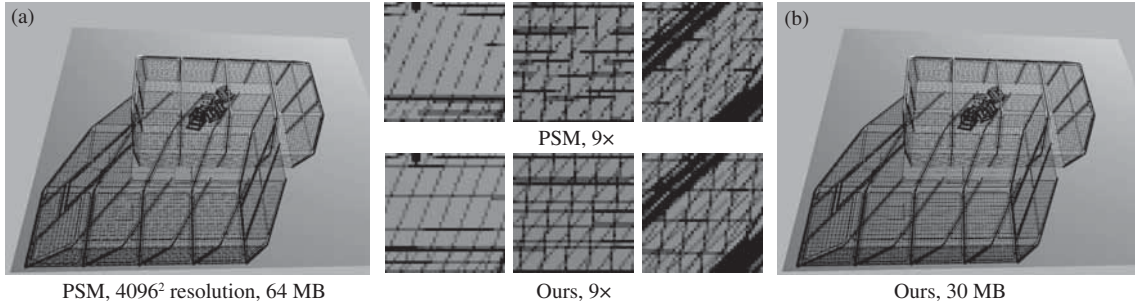 (a)
(b)
PSM, 9×
PSM, 4096² resolution, 64 MB
Ours, 9×
Ours, 30 MB